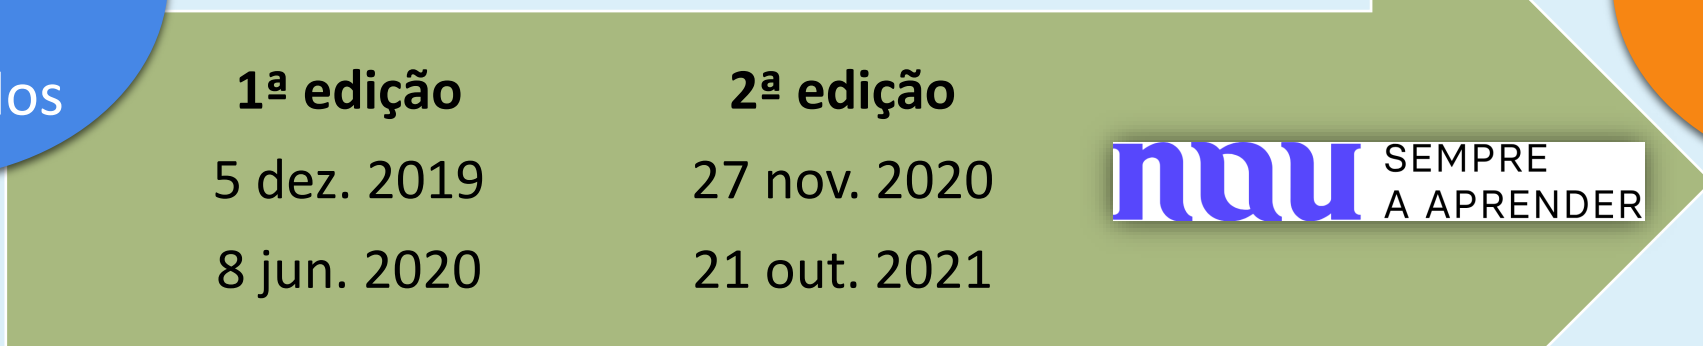 1ª edição
2ª edição
5 dez. 2019
27 nov. 2020
8 jun. 2020
21 out. 2021
nau
SEMPRE
A APRENDER